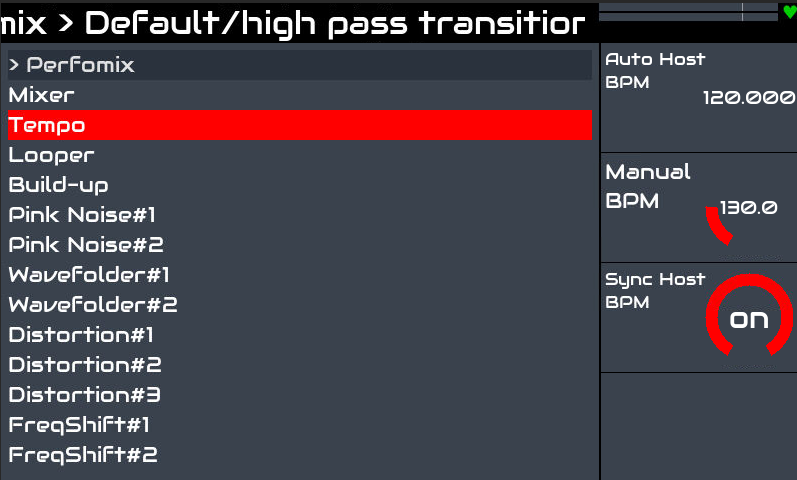 mix > Default/high pass transition
> Perfomix
Mixer
Tempo
Looper
Build-up
Pink Noise#1
Pink Noise#2
Wavefolder#1
Wavefolder#2
Distortion#1
Distortion#2
Distortion#3
FreqShift#1
FreqShift#2
Auto Host
BPM
120.000
Manual
BPM
130.0
Sync Host
BPM
on